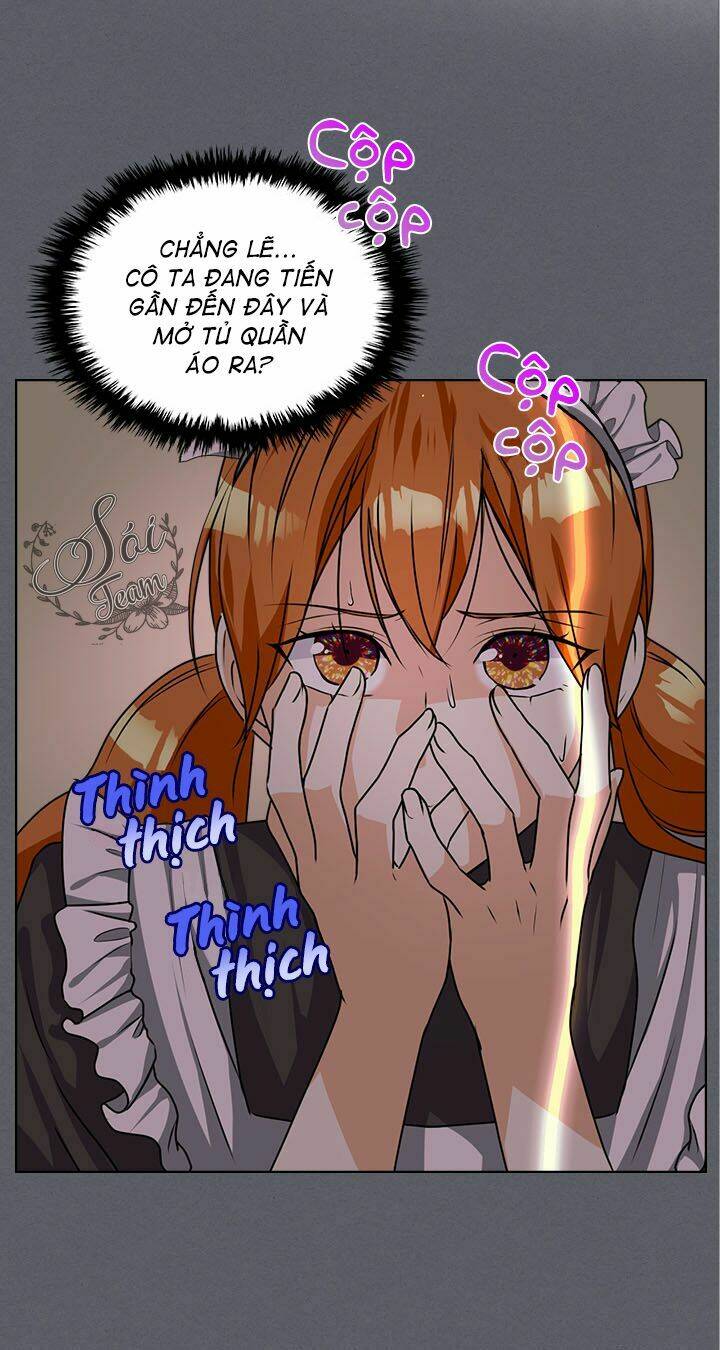 Cộp
cộp
CHẲNG LẼ...
CÔ TA ĐANG TIẾN
GẦN ĐẾN ĐÂY VÀ
MỞ TỦ QUẦN
ÁO RA?
Cộp
cộp
Sói
Team
Thình
thịch
Thình
thịch